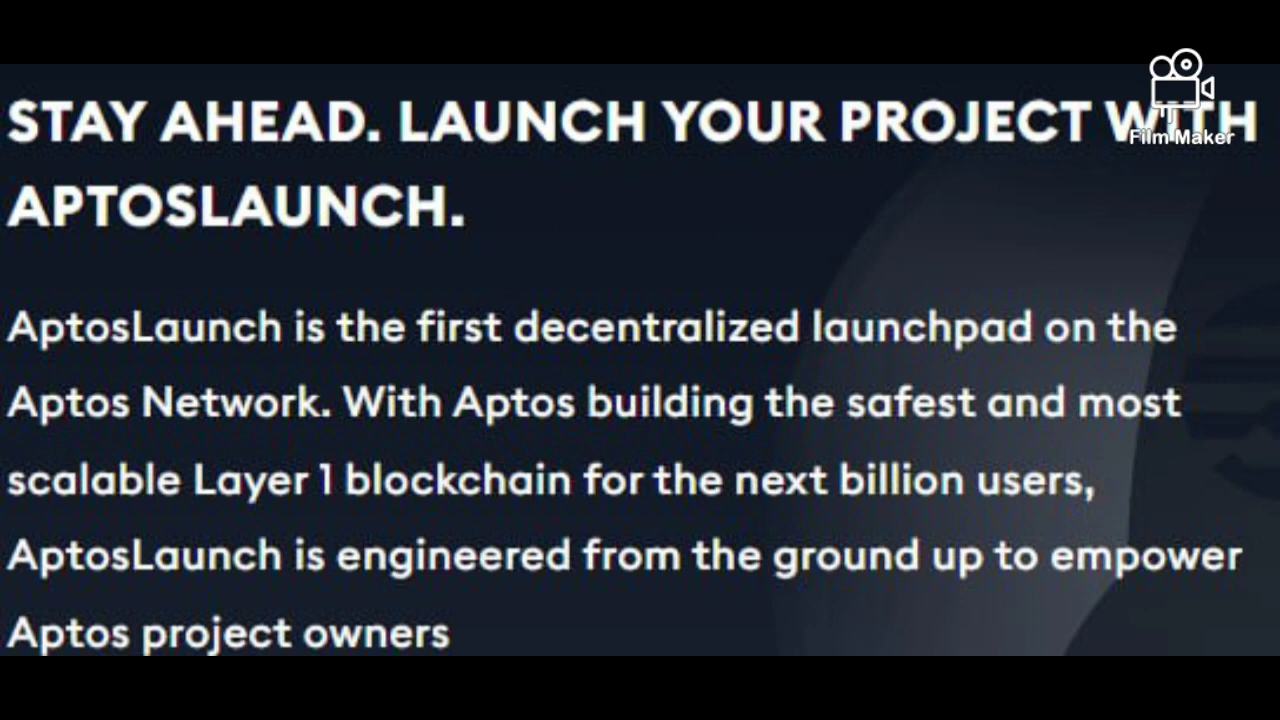 STAY AHEAD. LAUNCH YOUR PROJECT WITH
Film Maker
APTOSLAUNCH.
AptosLaunch is the first decentralized launchpad on the
Aptos Network. With Aptos building the safest and most
scalable Layer 1 blockchain for the next billion users,
AptosLaunch is engineered from the ground up to empower
Aptos project owners